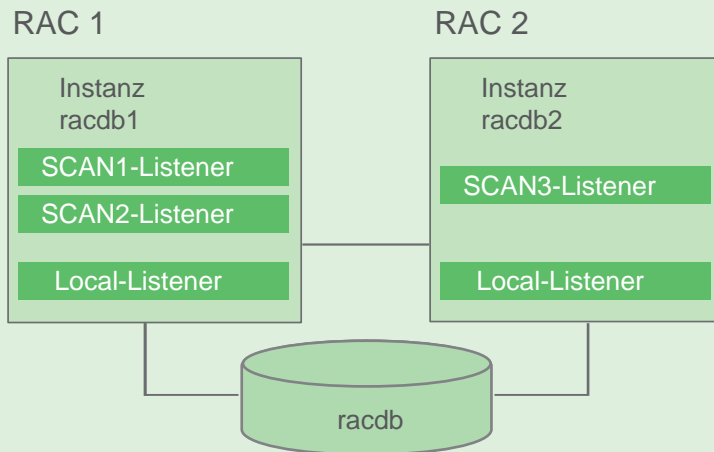 RAC 1
Instanz
racdb1
SCAN1-Listener
SCAN2-Listener
Local-Listener
RAC 2
Instanz
racdb2
SCAN3-Listener
Local-Listener
racdb